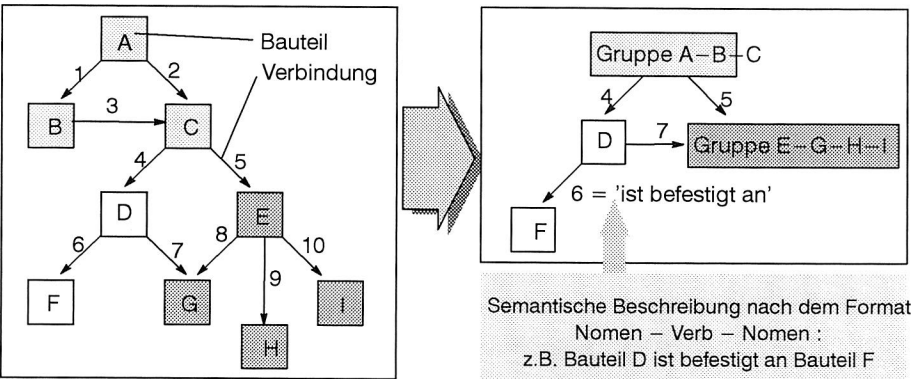 A
Bauteil
Verbindung
1
2
3
B
C
4
5
D
E
6
7
8
9
10
F
G
H
I
Gruppe A–B–C
4
5
D
7
Gruppe E–G–H–I
6 = 'ist befestigt an'
F
Semantische Beschreibung nach dem Format
Nomen – Verb – Nomen :
z.B. Bauteil D ist befestigt an Bauteil F